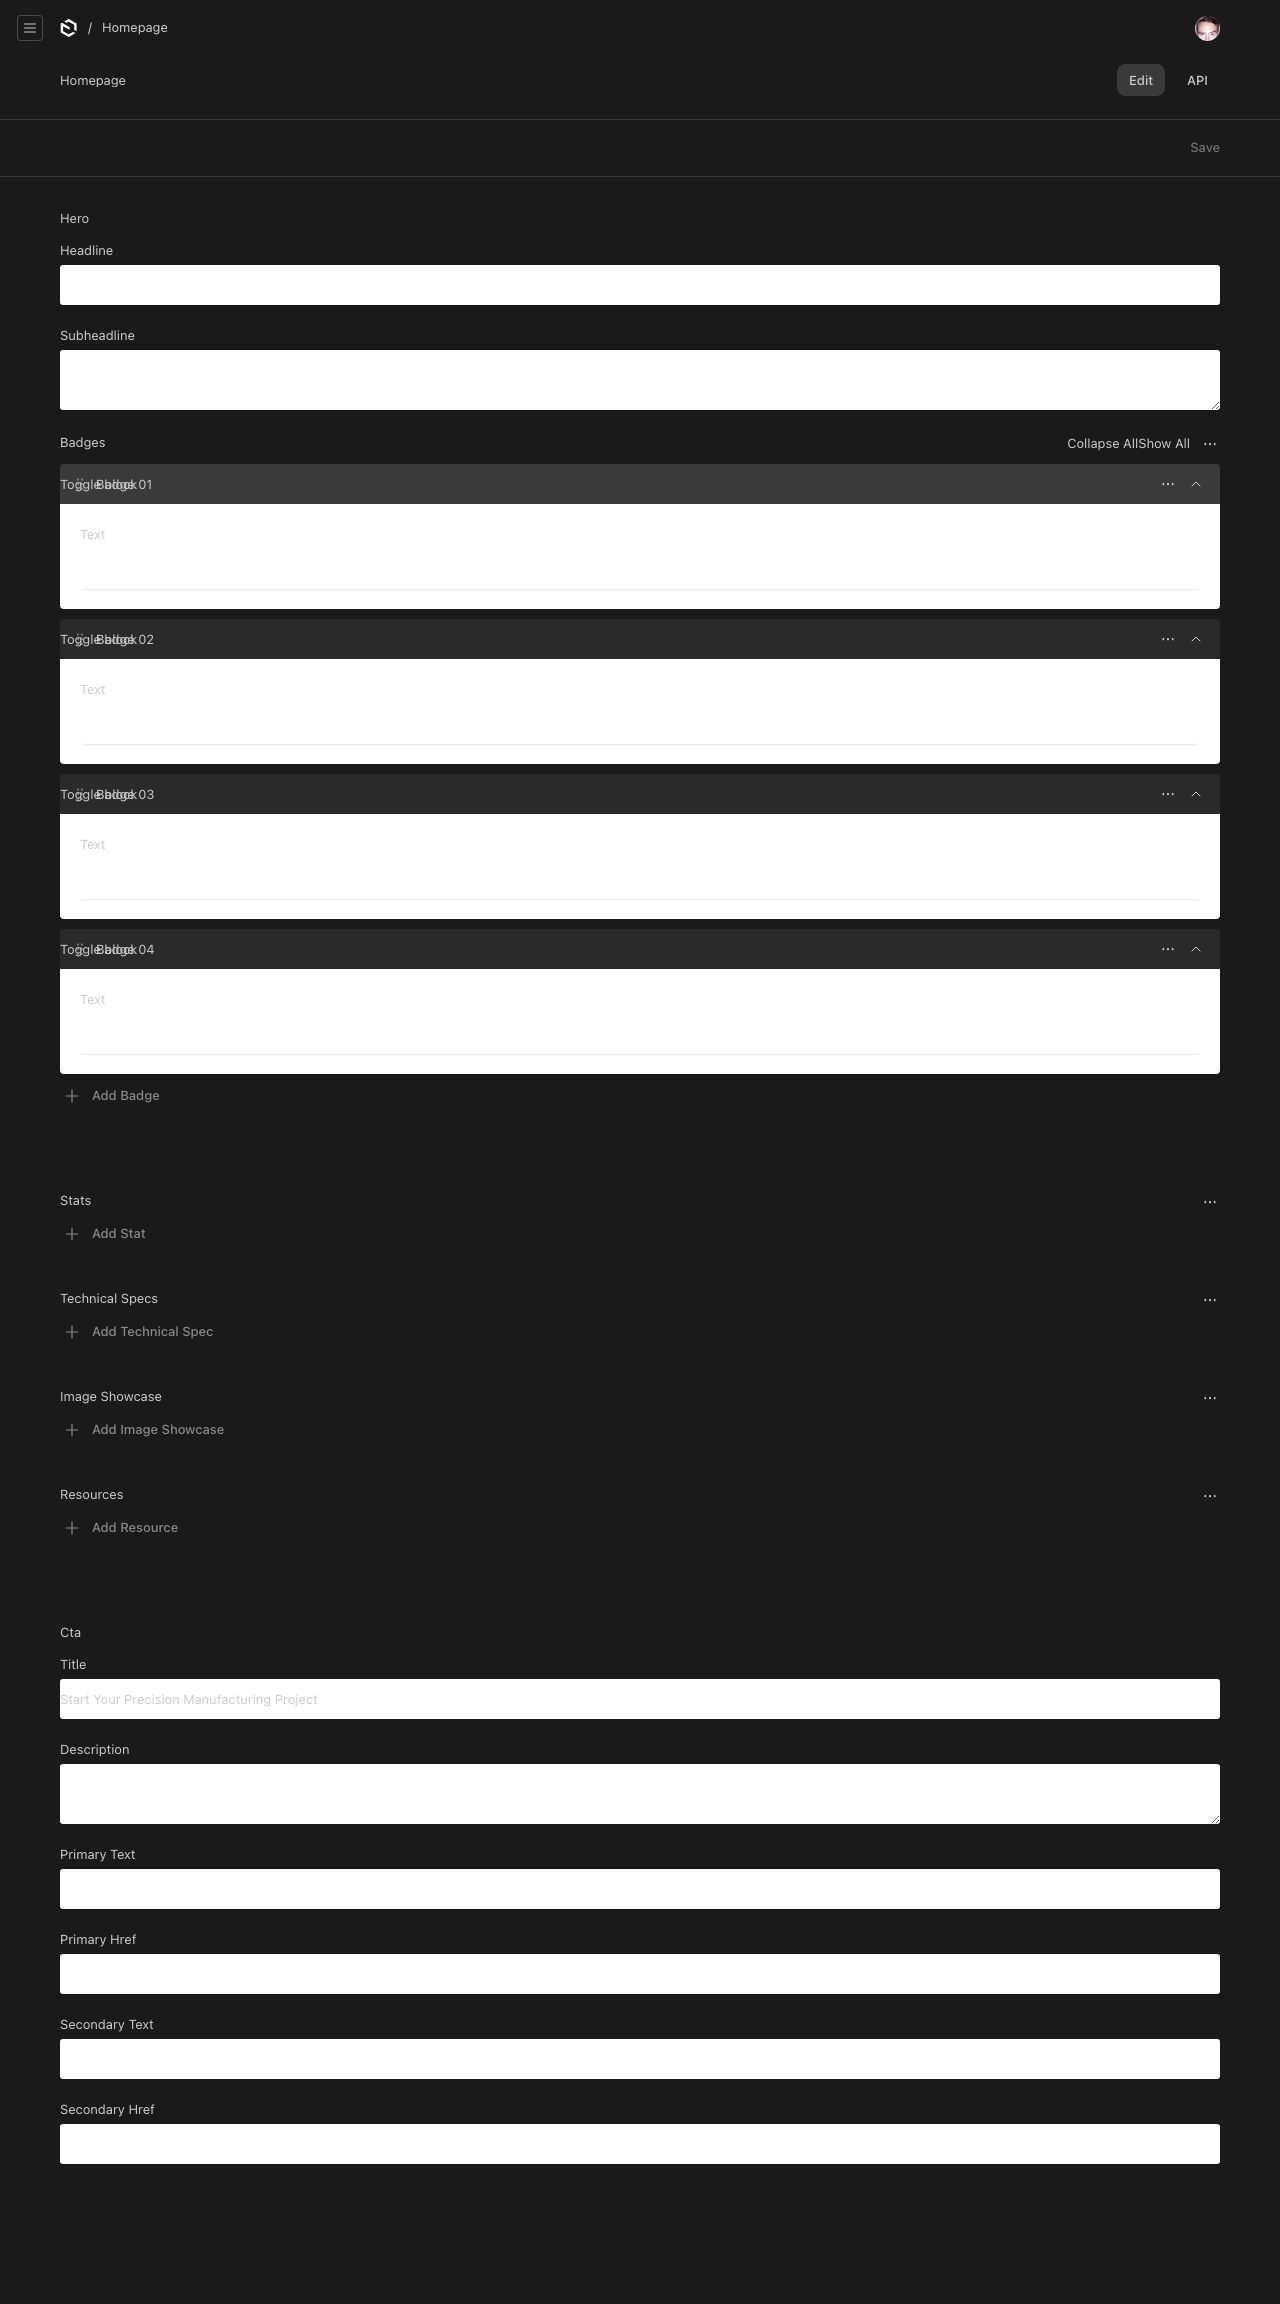 / Homepage
Homepage
Edit
API
Save
Hero
Headline
Subheadline
Badges
Collapse AllShow All
Toggle block Badge 01
Text
Toggle block Badge 02
Text
Toggle block Badge 03
Text
Toggle block Badge 04
Text
Add Badge
Stats
Add Stat
Technical Specs
Add Technical Spec
Image Showcase
Add Image Showcase
Resources
Add Resource
Cta
Title
Start Your Precision Manufacturing Project
Description
Primary Text
Primary Href
Secondary Text
Secondary Href